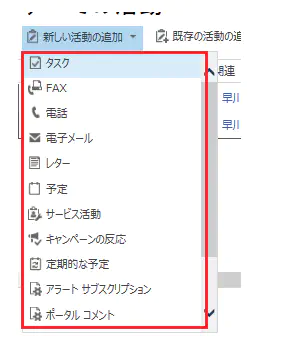 新しい活動の追加
既存の活動の追
タスク
関連
FAX
早川
電話
早川
電子メール
レター
予定
サービス活動
キャンペーンの反応
定期的な予定
アラート サブスクリプション
ポータル コメント